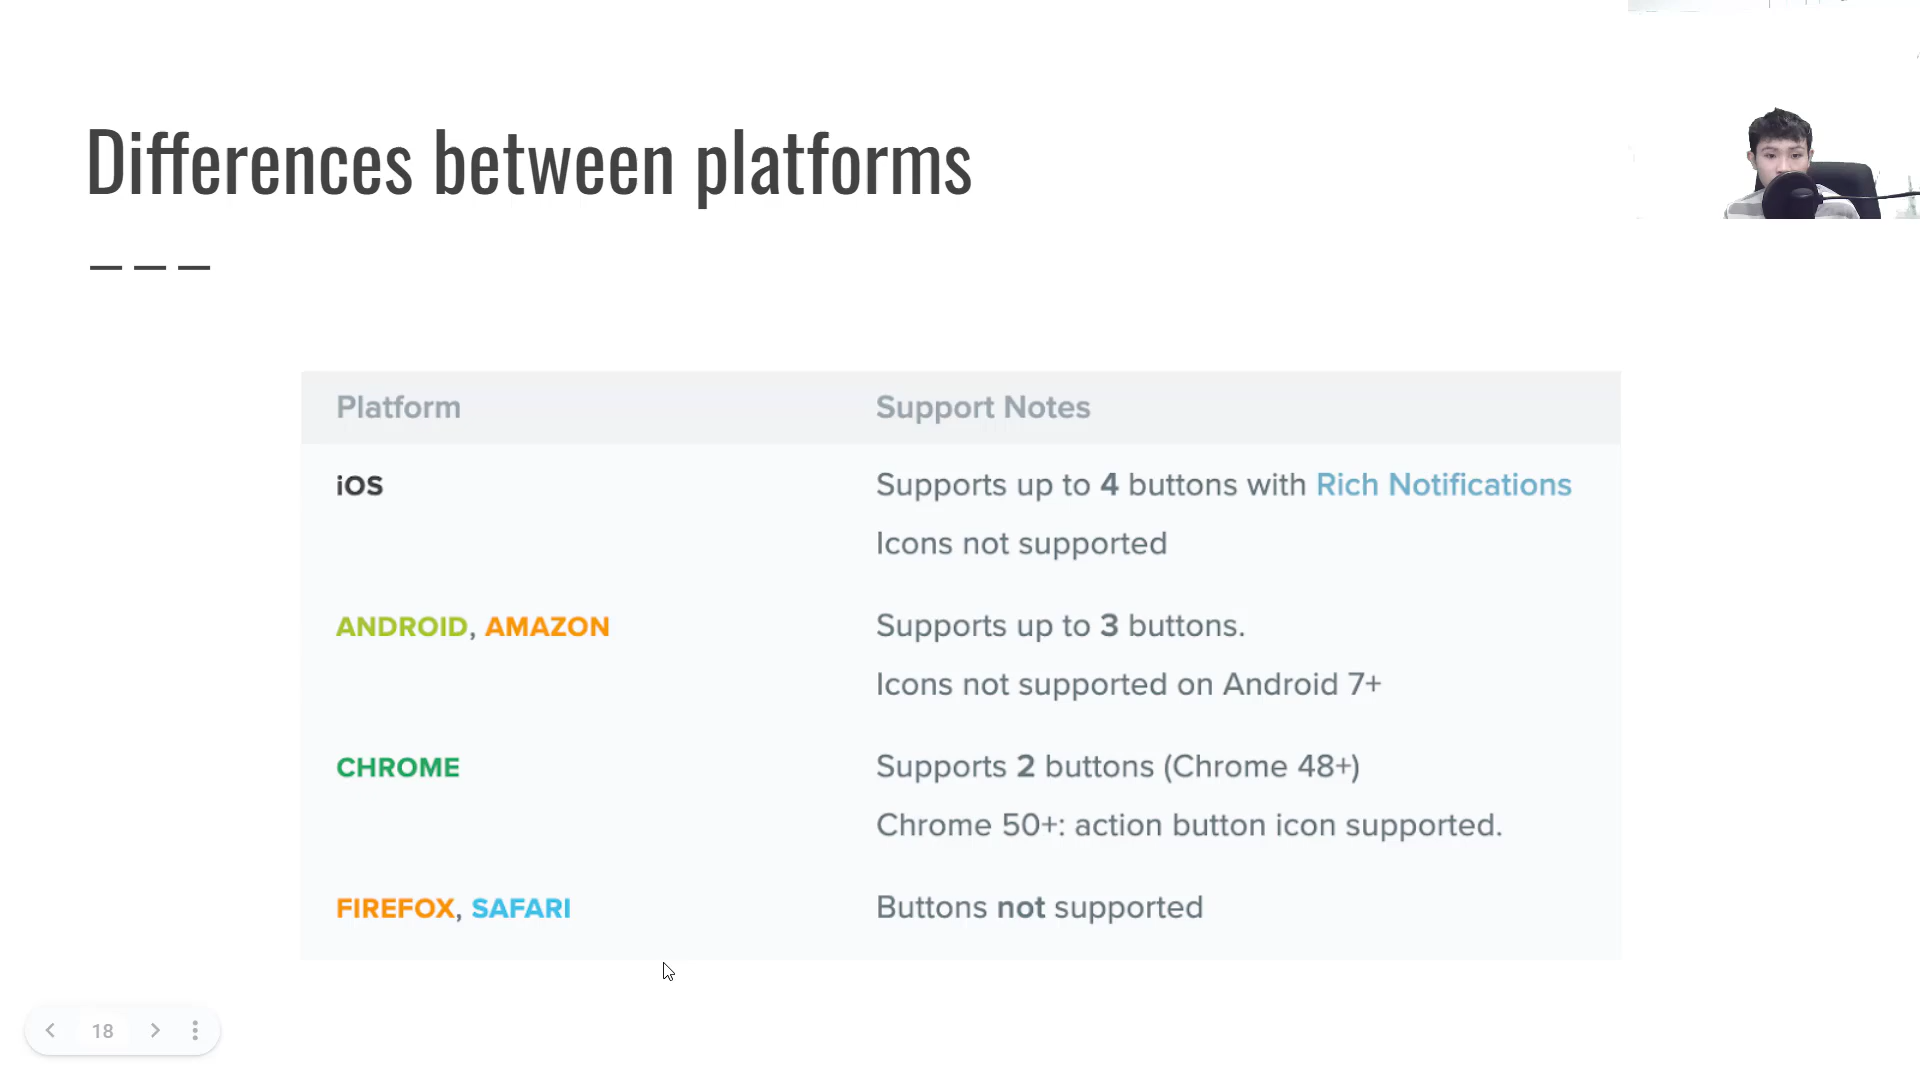 Differences between platforms
Platform Support Notes
iOS Supports up to 4 buttons with Rich Notifications
Icons not supported
ANDROID, AMAZON Supports up to 3 buttons.
Icons not supported on Android 7+
CHROME Supports 2 buttons (Chrome 48+)
Chrome 50+: action button icon supported.
FIREFOX, SAFARI Buttons not supported
18